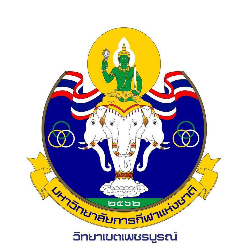 มหาวิทยาลัยการกีฬาแห่งชาติ
๒๕๖๒
วิทยาเขตเพชรบูรณ์